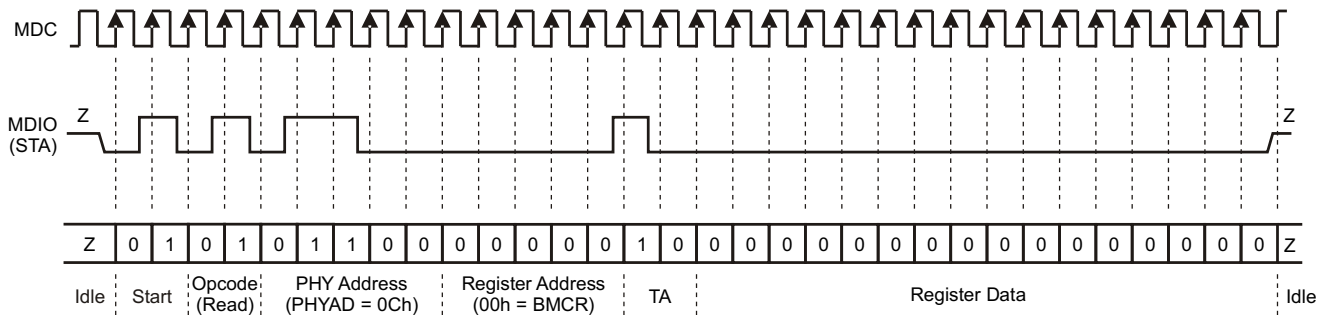 MDC
Z
Z
MDIO
(STA)
Z 0 1 0 1 0 1 1 0 0 0 0 0 0 0 1 0 0 0 0 0 0 0 0 0 0 0 0 0 0 0 0 0 Z
Idle
Start
Opcode
(Read)
PHY Address
(PHYAD = 0Ch)
Register Address
(00h = BMCR)
TA
Register Data
Idle